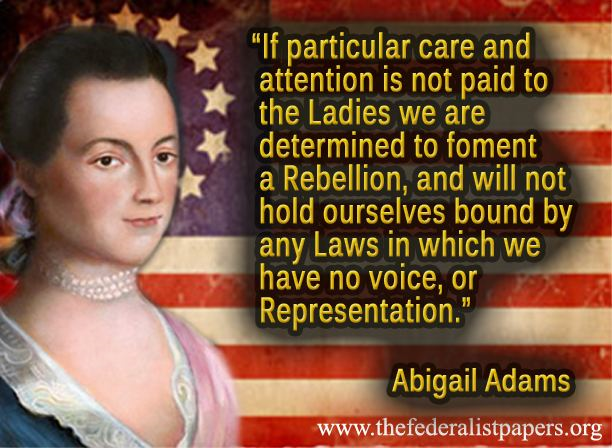 “If particular care and
attention is not paid to
the Ladies we are
determined to foment
a Rebellion, and will not
hold ourselves bound by
any Laws in which we
have no voice, or
Representation.”
Abigail Adams
www.thefederalistpapers.org